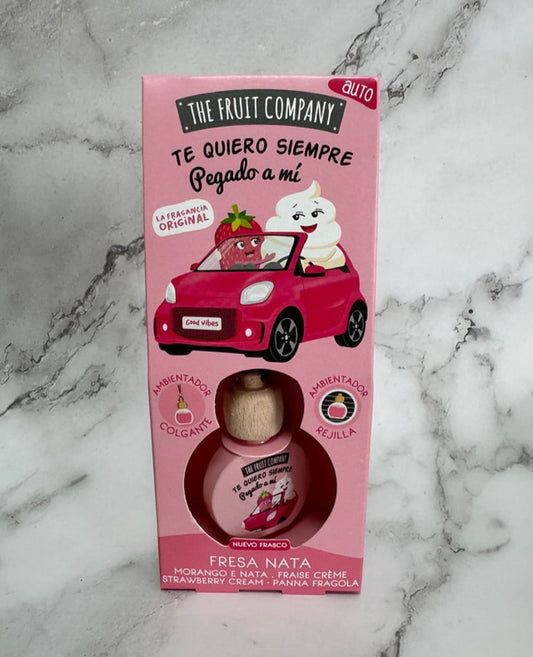 AUTO
THE FRUIT COMPANY
TE QUIERO SIEMPRE
Pegado a mí
LA FRAGANCIA
ORIGINAL
Good Vibes
AMBIENTADOR
COLGANTE
AMBIENTADOR
REJILLA
THE FRUIT COMPANY
TE QUIERO SIEMPRE
Pegado a mí
NUEVO FRASCO
FRESA NATA
MORANGO E NATA . FRAISE CRÈME
STRAWBERRY CREAM · PANNA FRAGOLA